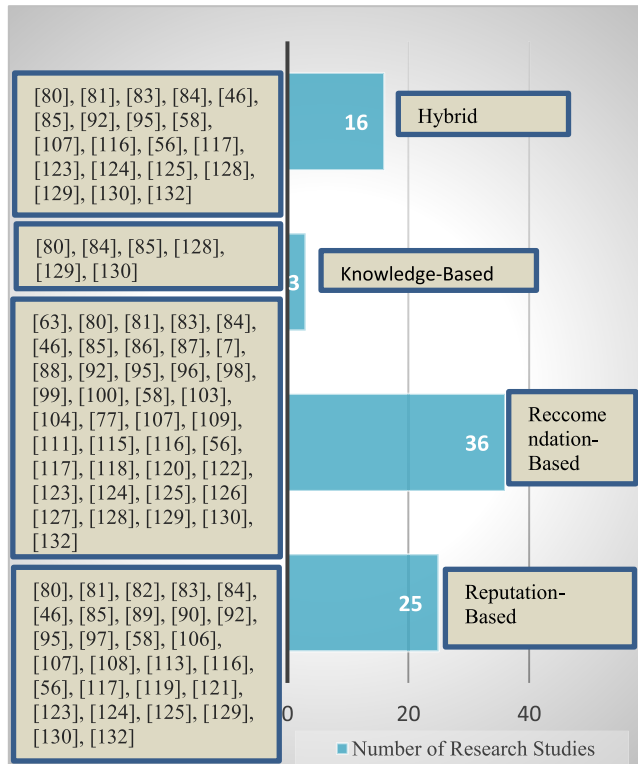 [80], [81], [83], [84], [46],
[85], [92], [95], [58],
[107], [116], [56], [117],
[123], [124], [125], [128],
[129], [130], [132]
16
Hybrid
[80], [84], [85], [128],
[129], [130]
3
Knowledge-Based
[63], [80], [81], [83], [84],
[46], [85], [86], [87], [7],
[88], [92], [95], [96], [98],
[99], [100], [58], [103],
[104], [77], [107], [109],
[111], [115], [116], [56],
[117], [118], [120], [122],
[123], [124], [125], [126]
[127], [128], [129], [130],
[132]
36
Reccome
ndation-
Based
[80], [81], [82], [83], [84],
[46], [85], [89], [90], [92],
[95], [97], [58], [106],
[107], [108], [113], [116],
[56], [117], [119], [121],
[123], [124], [125], [129],
[130], [132]
25
Reputation-
Based
0 20 40
Number of Research Studies